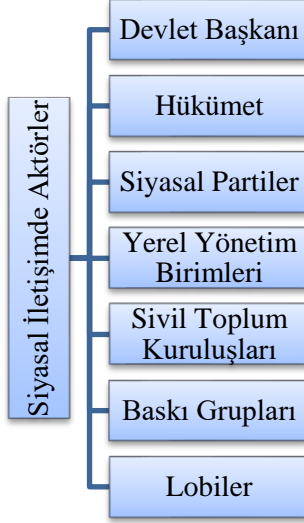 Siyasal İletişimde Aktörler
Devlet Başkanı
Hükümet
Siyasal Partiler
Yerel Yönetim
Birimleri
Sivil Toplum
Kuruluşları
Baskı Grupları
Lobiler